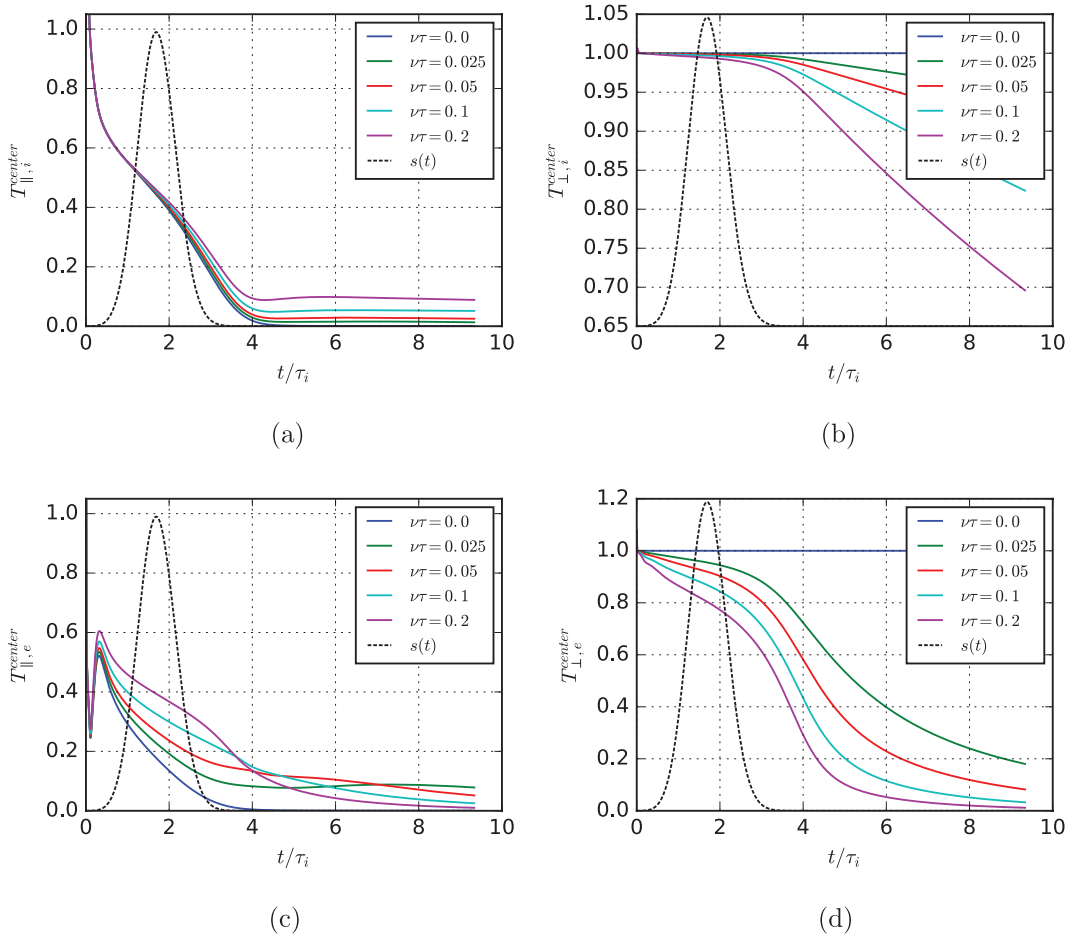 1.0
0.8
0.6
0.4
0.2
0.0
0 2 4 6 8 10
T^{center}_{∥,i}
t/τ_i
ντ = 0.0
ντ = 0.025
ντ = 0.05
ντ = 0.1
ντ = 0.2
s(t)
(a)
1.05
1.00
0.95
0.90
0.85
0.80
0.75
0.70
0.65
0 2 4 6 8 10
T^{center}_{⊥,i}
t/τ_i
ντ = 0.0
ντ = 0.025
ντ = 0.05
ντ = 0.1
ντ = 0.2
s(t)
(b)
1.0
0.8
0.6
0.4
0.2
0.0
0 2 4 6 8 10
T^{center}_{∥,e}
t/τ_i
ντ = 0.0
ντ = 0.025
ντ = 0.05
ντ = 0.1
ντ = 0.2
s(t)
(c)
1.2
1.0
0.8
0.6
0.4
0.2
0.0
0 2 4 6 8 10
T^{center}_{⊥,e}
t/τ_i
ντ = 0.0
ντ = 0.025
ντ = 0.05
ντ = 0.1
ντ = 0.2
s(t)
(d)